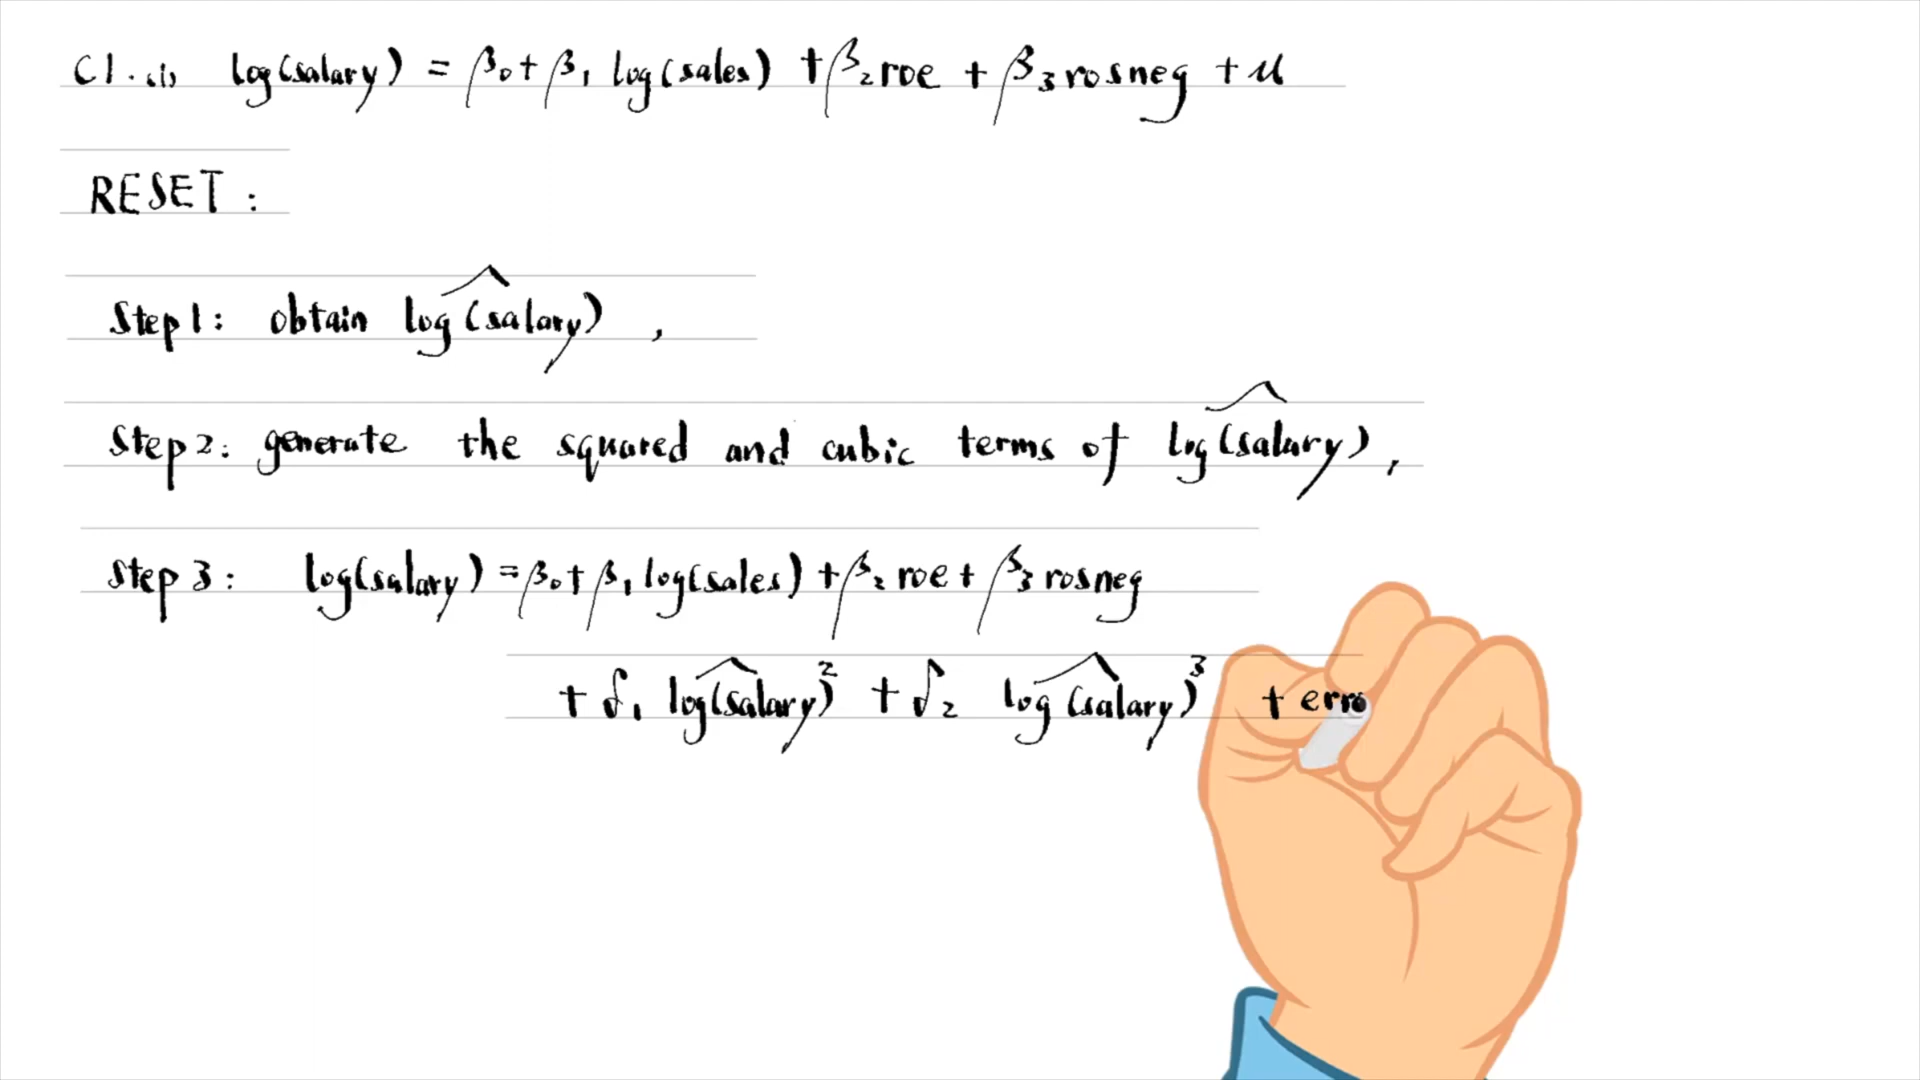 C1. (i) log(salary) = β₀ + β₁ log(sales) + β₂ roe + β₃ rosneg + u
RESET :
Step 1 : obtain log(salary)^ ,
Step 2 : generate the squared and cubic terms of log(salary)^ ,
Step 3 : log(salary) = β₀ + β₁ log(sales) + β₂ roe + β₃ rosneg
+ δ₁ log(salary)^² + δ₂ log(salary)^³ + erro